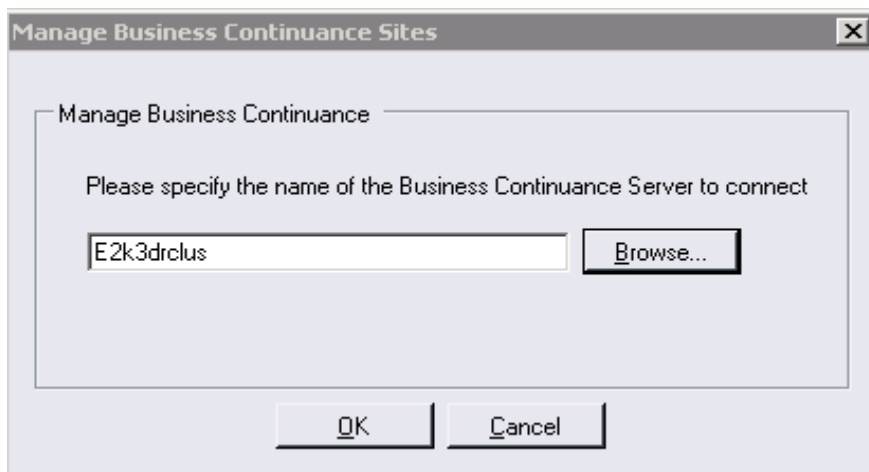 Manage Business Continuance Sites
Manage Business Continuance
Please specify the name of the Business Continuance Server to connect
E2k3drclus
Browse...
OK
Cancel